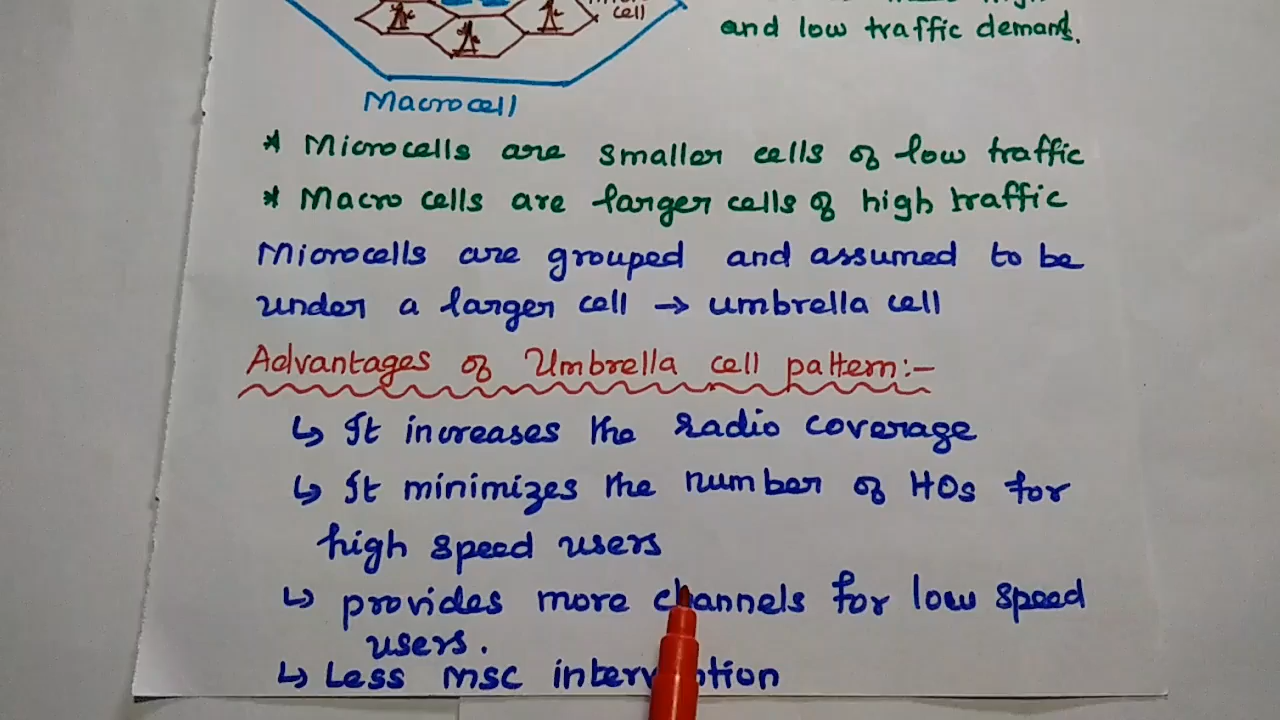 cell
and low traffic demand.
Macrocell
* Microcells are smaller cells of low traffic
* Macro cells are larger cells of high traffic
Microcells are grouped and assumed to be
under a larger cell → umbrella cell
Advantages of Umbrella cell pattern:-
↳ It increases the radio coverage
↳ It minimizes the number of HOs for
high speed users
↳ provides more channels for low speed
users.
↳ Less MSC intervention